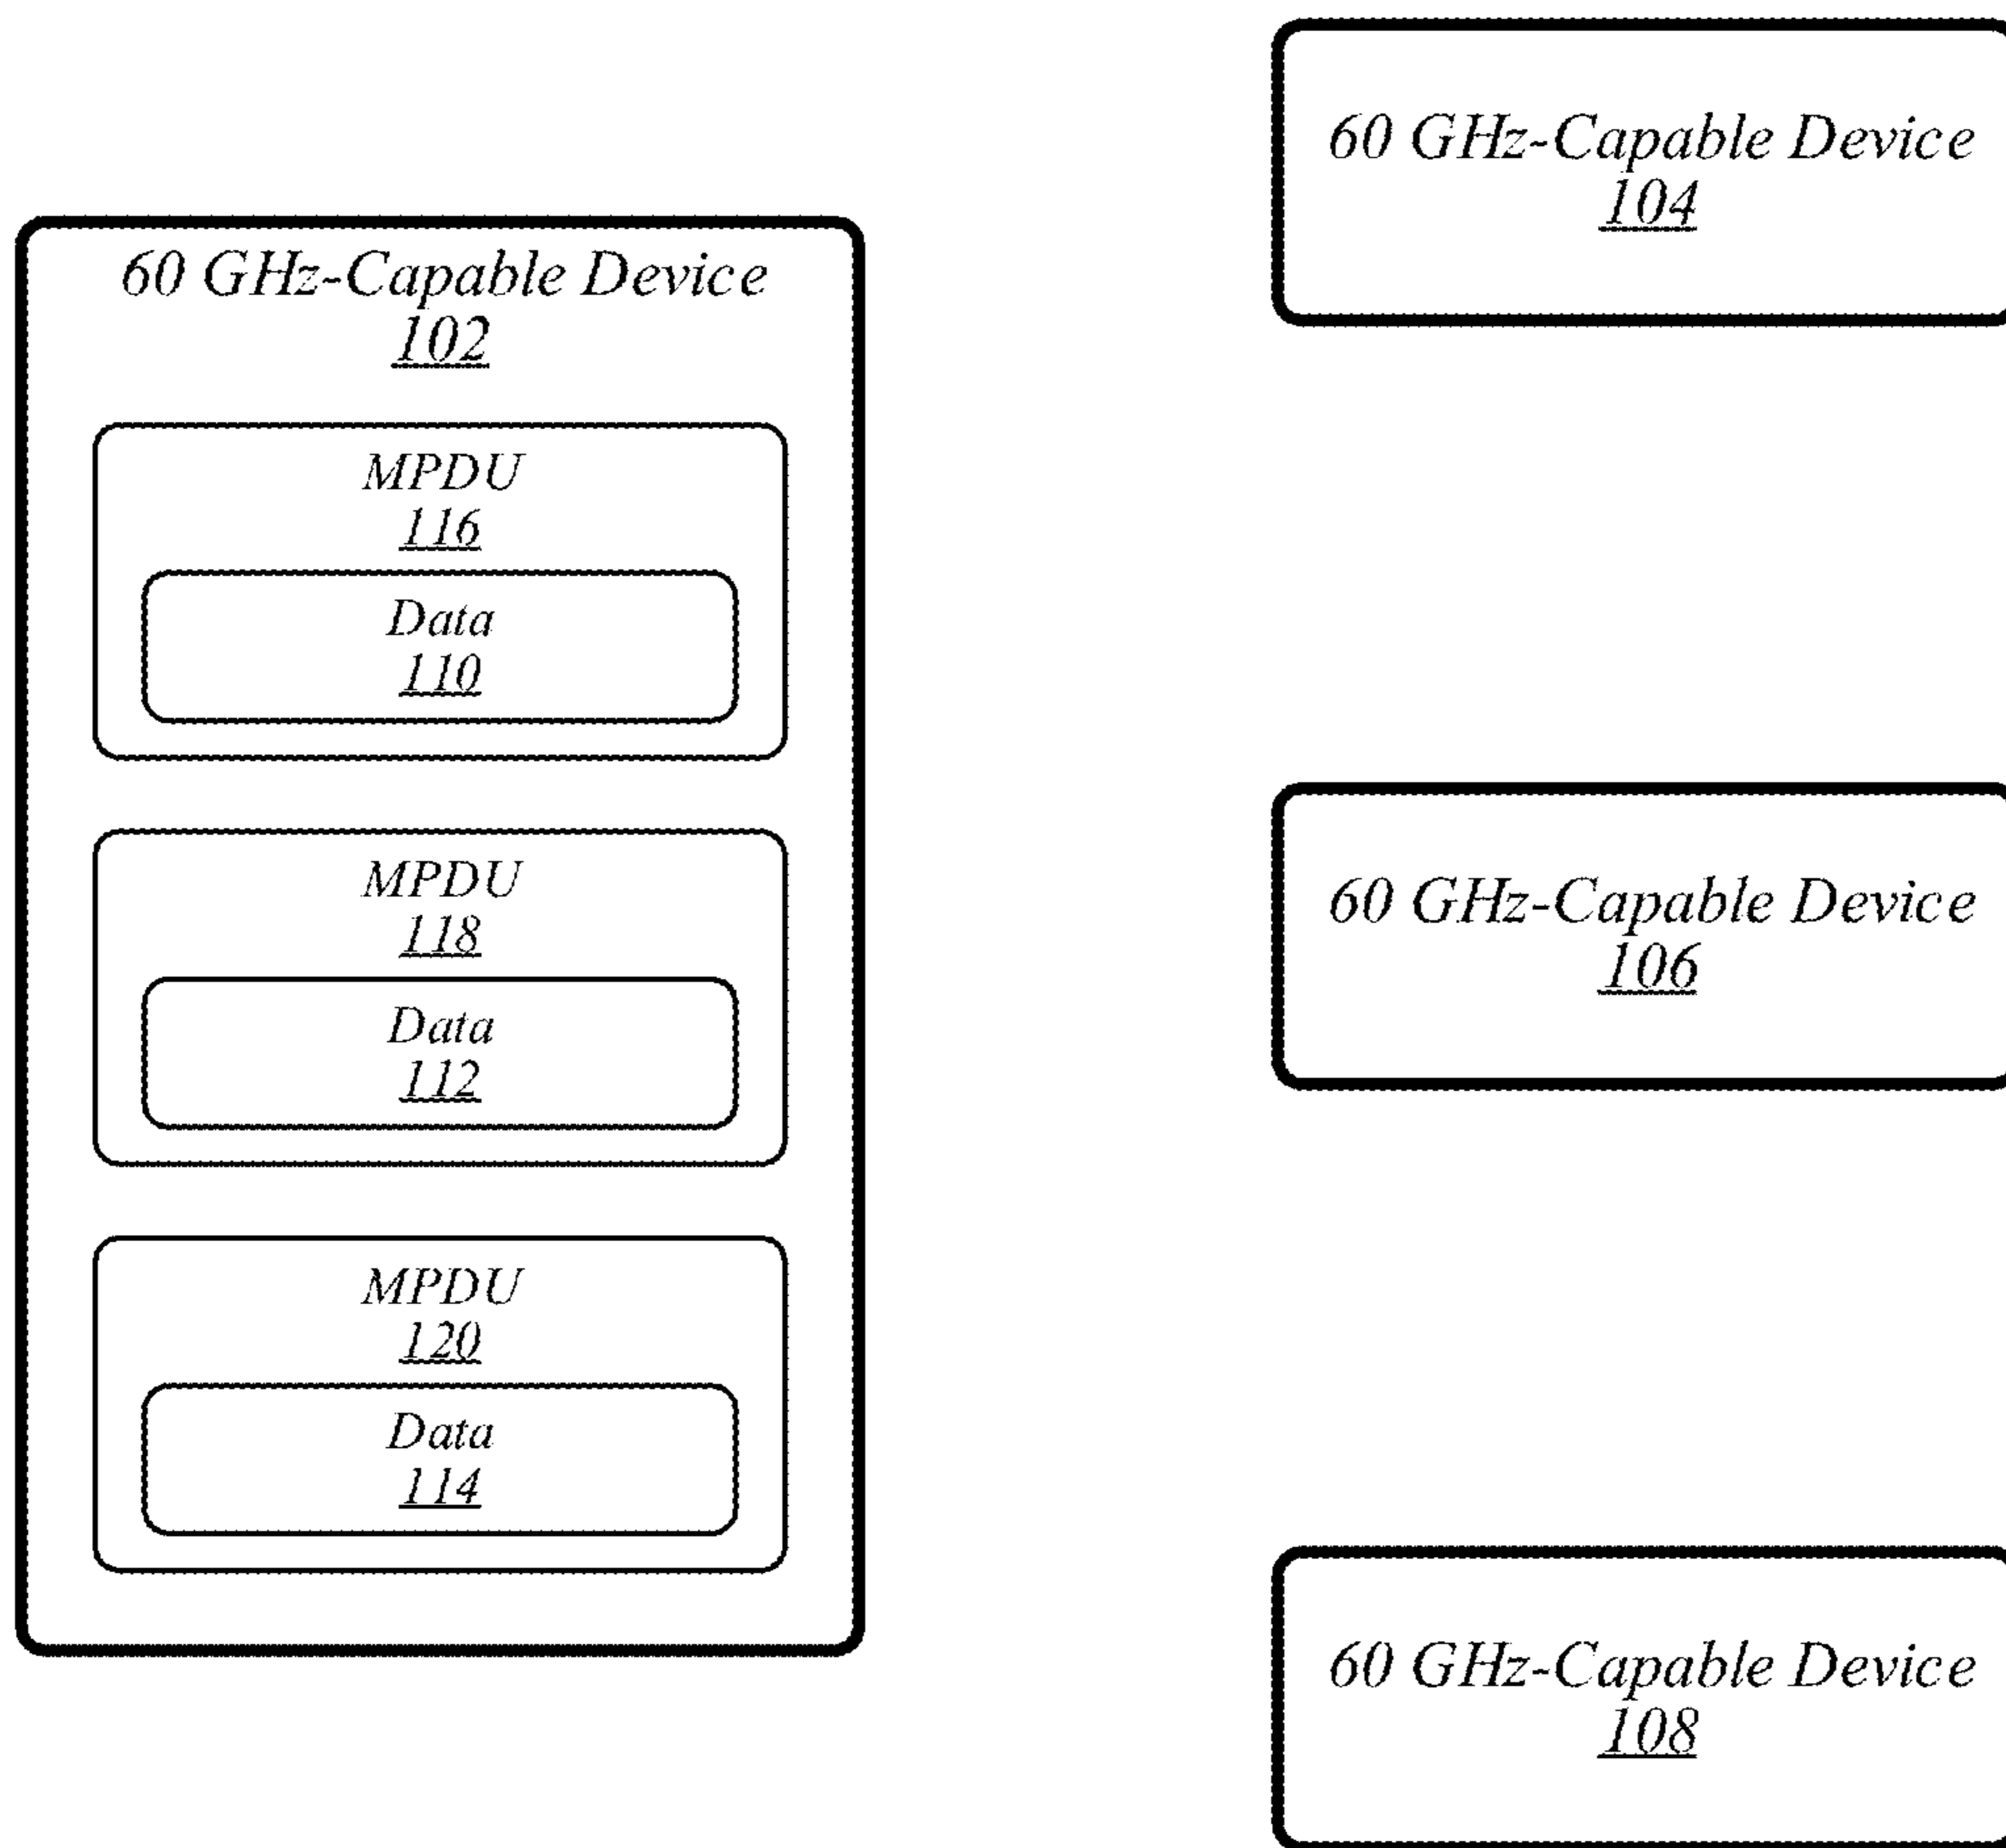 60 GHz-Capable Device
102
MPDU
116
Data
110
MPDU
118
Data
112
MPDU
120
Data
114
60 GHz-Capable Device
104
60 GHz-Capable Device
106
60 GHz-Capable Device
108